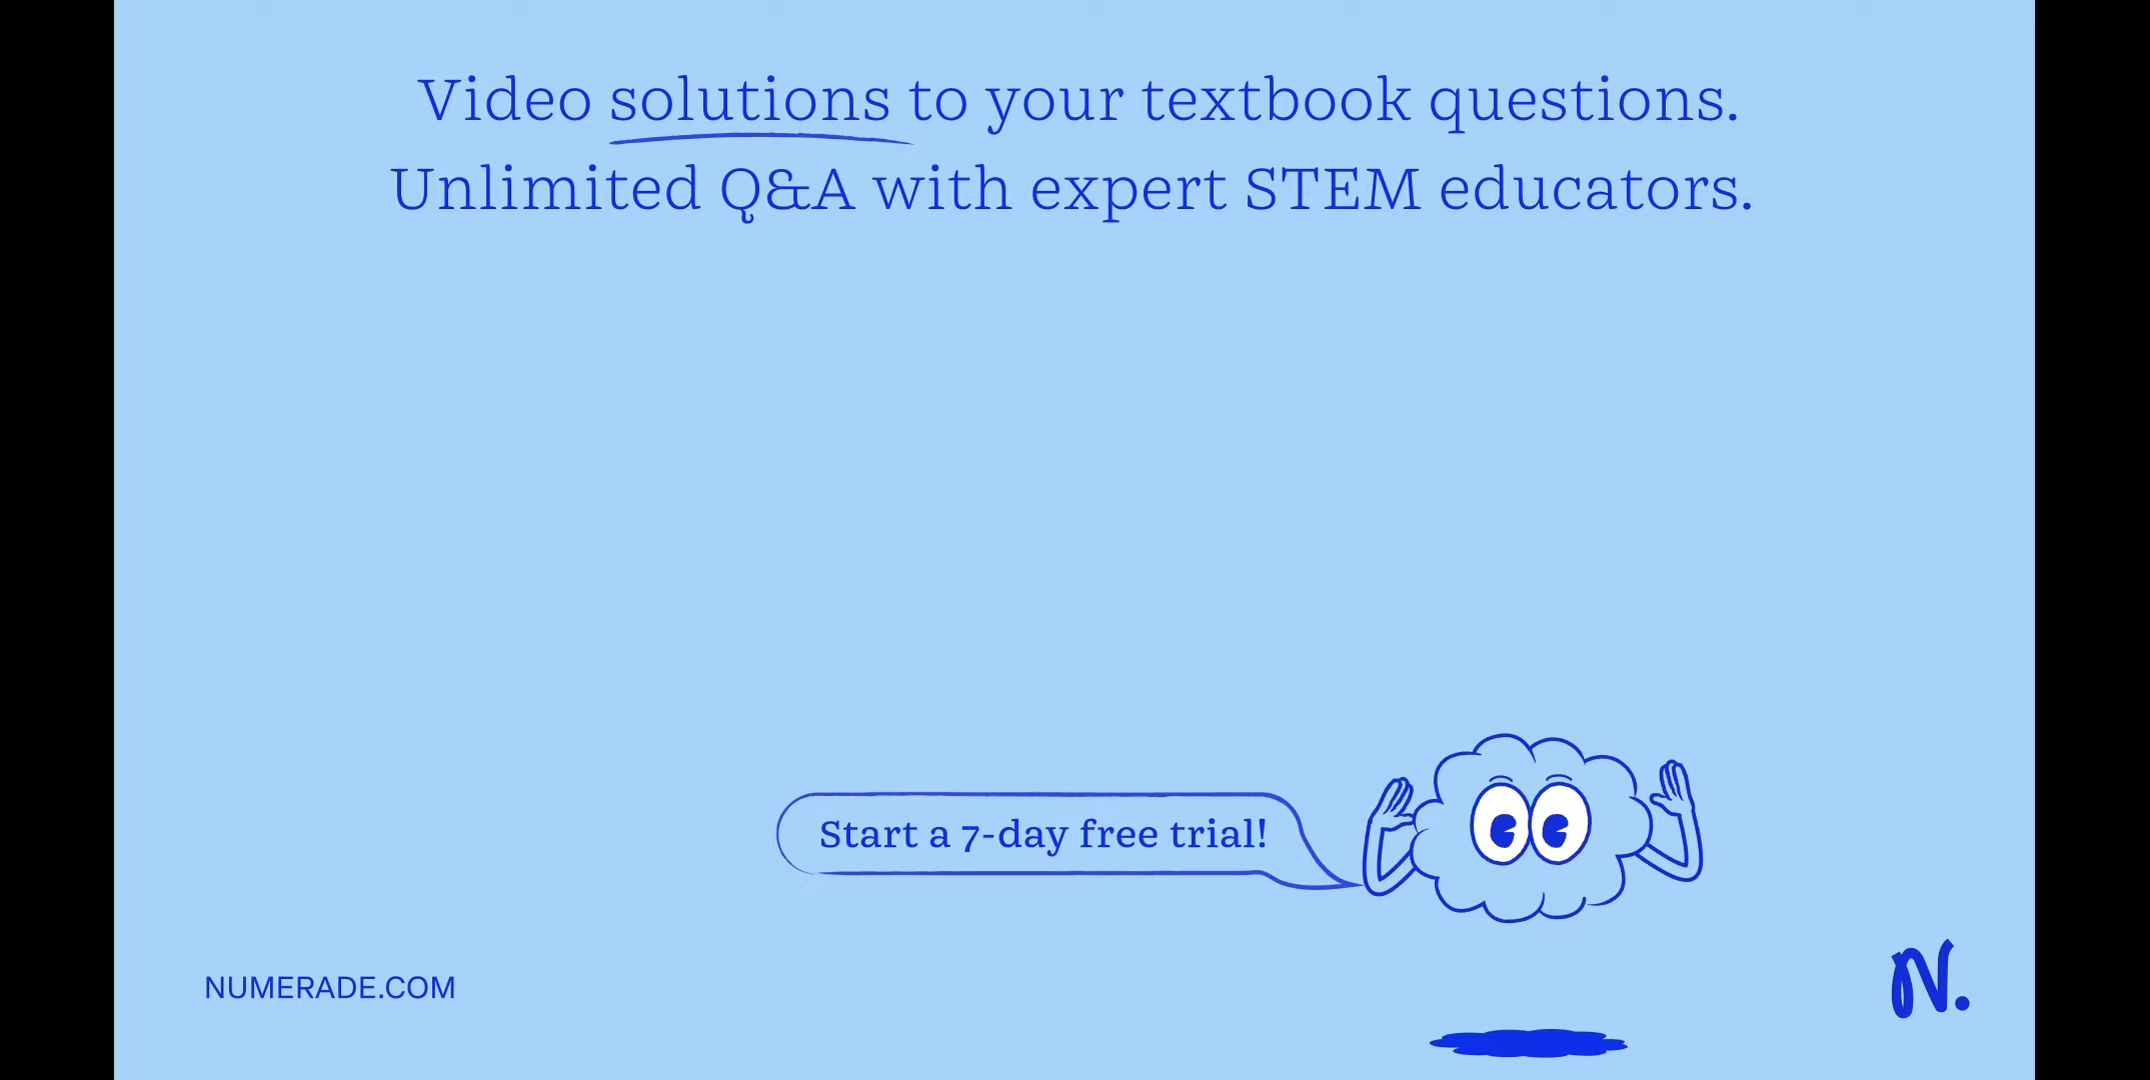 Video solutions to your textbook questions.
Unlimited Q&A with expert STEM educators.
Start a 7-day free trial!
NUMERADE.COM
N.